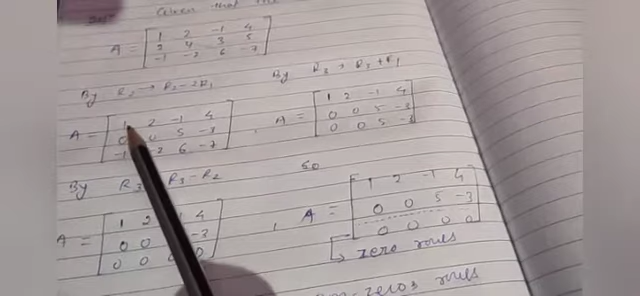 Given that the
A = [ 1 2 -1 4
2 4 3 5
-1 -2 6 -7 ]
By R2 → R2 - 2R1
By R3 → R3 + R1
A = [ 1 2 -1 4
0 0 5 -3
-1 -2 6 -7 ]
, A = [ 1 2 -1 4
0 0 5 -3
0 0 5 -3 ]
By R3 R3 - R2
SO
A = [ 1 2 4
0 0 -3
0 0 0 ]
, A = [ 1 2 -1 4
0 0 5 -3
0 0 0 0 ]
↳ zero rows
zeros rows